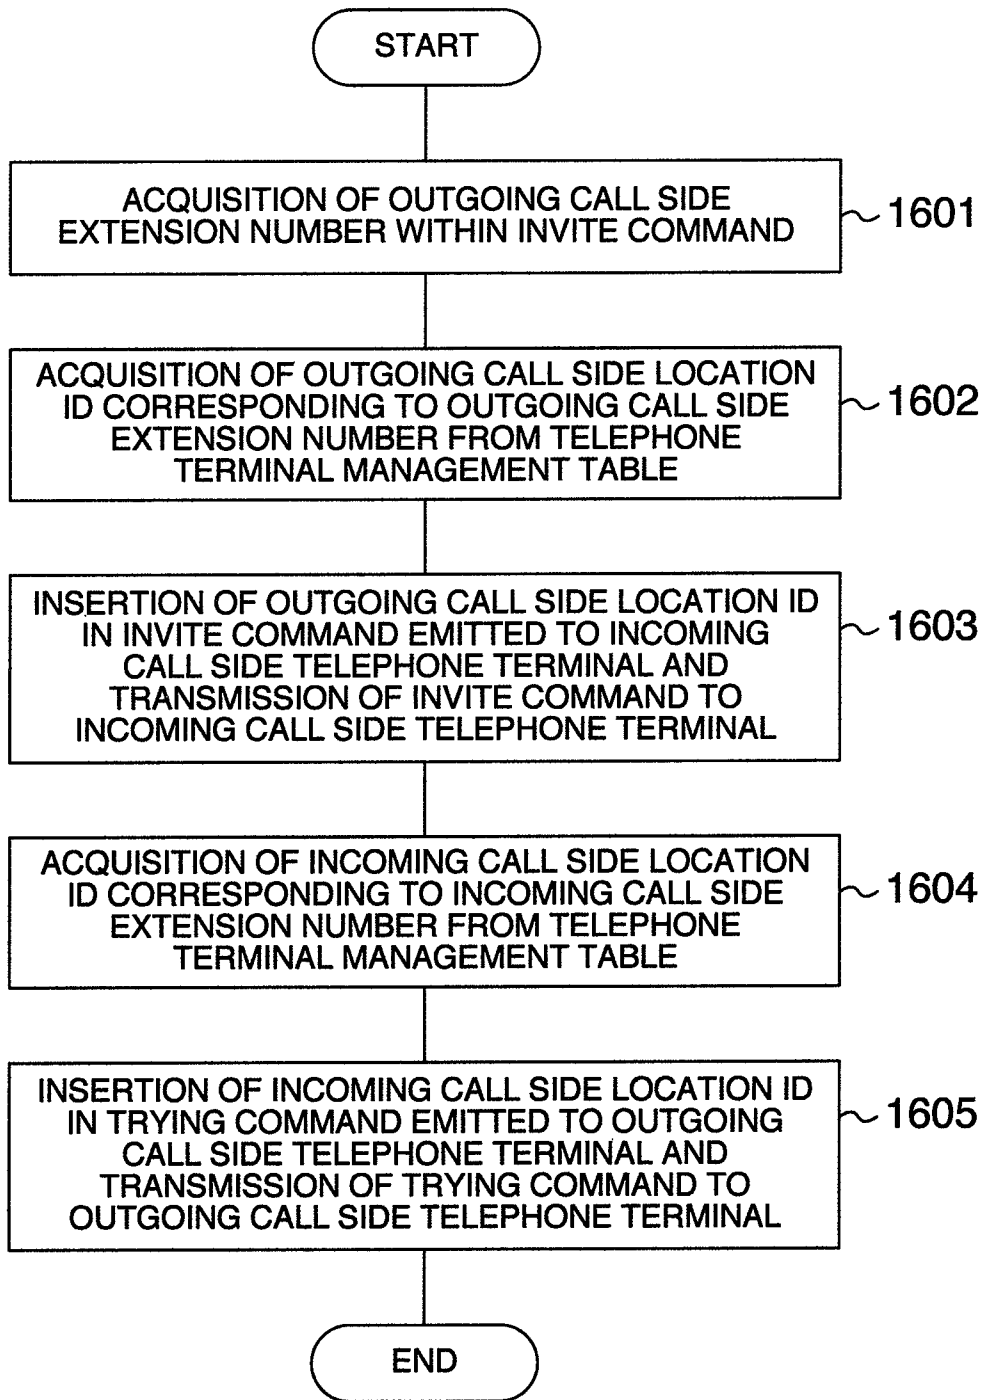 START
ACQUISITION OF OUTGOING CALL SIDE
EXTENSION NUMBER WITHIN INVITE COMMAND
1601
ACQUISITION OF OUTGOING CALL SIDE LOCATION
ID CORRESPONDING TO OUTGOING CALL SIDE
EXTENSION NUMBER FROM TELEPHONE
TERMINAL MANAGEMENT TABLE
1602
INSERTION OF OUTGOING CALL SIDE LOCATION ID
IN INVITE COMMAND EMITTED TO INCOMING
CALL SIDE TELEPHONE TERMINAL AND
TRANSMISSION OF INVITE COMMAND TO
INCOMING CALL SIDE TELEPHONE TERMINAL
1603
ACQUISITION OF INCOMING CALL SIDE LOCATION
ID CORRESPONDING TO INCOMING CALL SIDE
EXTENSION NUMBER FROM TELEPHONE
TERMINAL MANAGEMENT TABLE
1604
INSERTION OF INCOMING CALL SIDE LOCATION ID
IN TRYING COMMAND EMITTED TO OUTGOING
CALL SIDE TELEPHONE TERMINAL AND
TRANSMISSION OF TRYING COMMAND TO
OUTGOING CALL SIDE TELEPHONE TERMINAL
1605
END